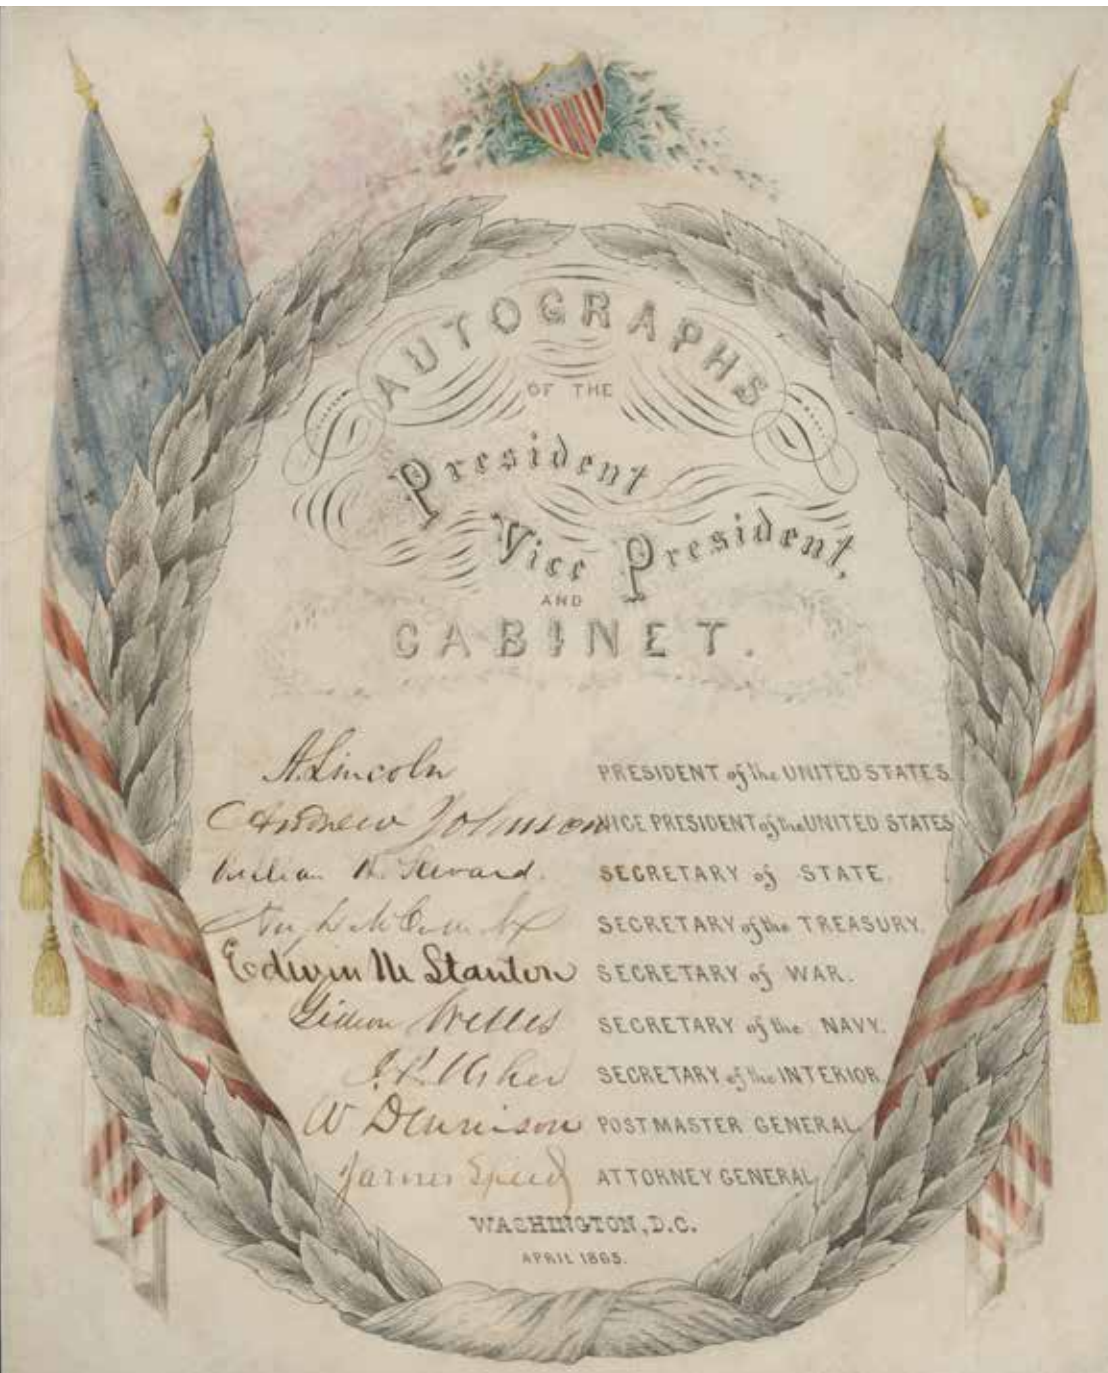 AUTOGRAPHS
OF THE
President
Vice President,
AND
CABINET.
A. Lincoln PRESIDENT of the UNITED STATES.
Andrew Johnson VICE PRESIDENT of the UNITED STATES
William H. Seward. SECRETARY of STATE.
SECRETARY of the TREASURY.
Edwin M Stanton SECRETARY of WAR.
Gideon Welles SECRETARY of the NAVY.
J.P. Usher SECRETARY of the INTERIOR
W Dennison POSTMASTER GENERAL.
James Speed ATTORNEY GENERAL,
WASHINGTON, D.C.
APRIL 1865.